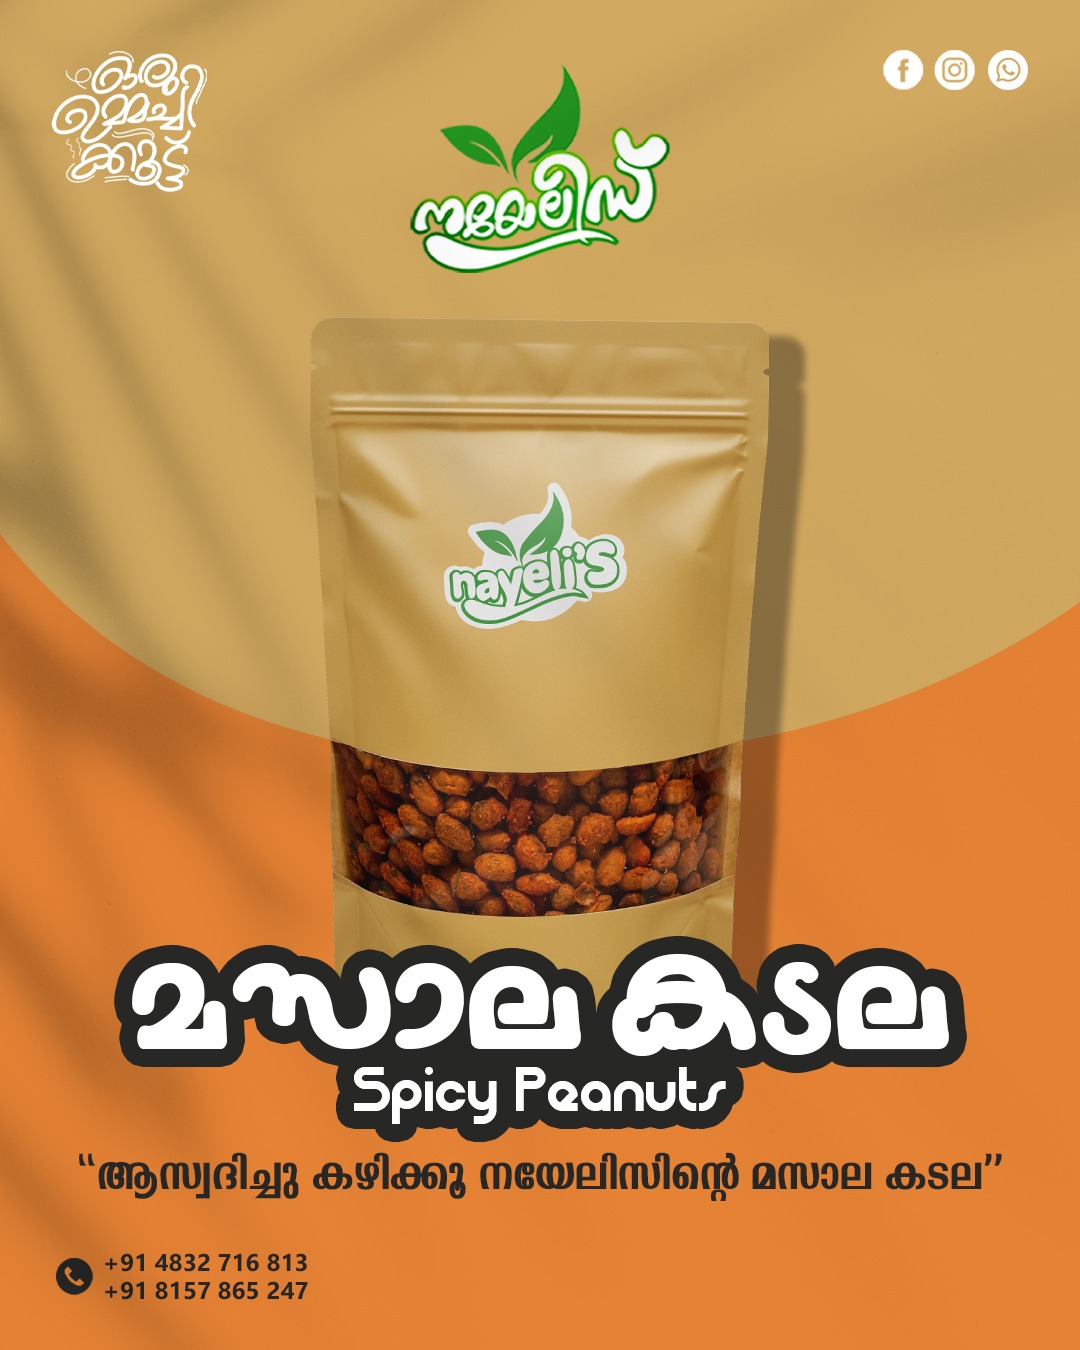 ഒരു
ഉമ്മച്ചി
ക്കൂട്ട്
നയേലീസ്
nayeli's
മസാല കടല
Spicy Peanuts
“ആസ്വദിച്ചു കഴിക്കൂ നയേലിസിന്റെ മസാല കടല”
+91 4832 716 813
+91 8157 865 247